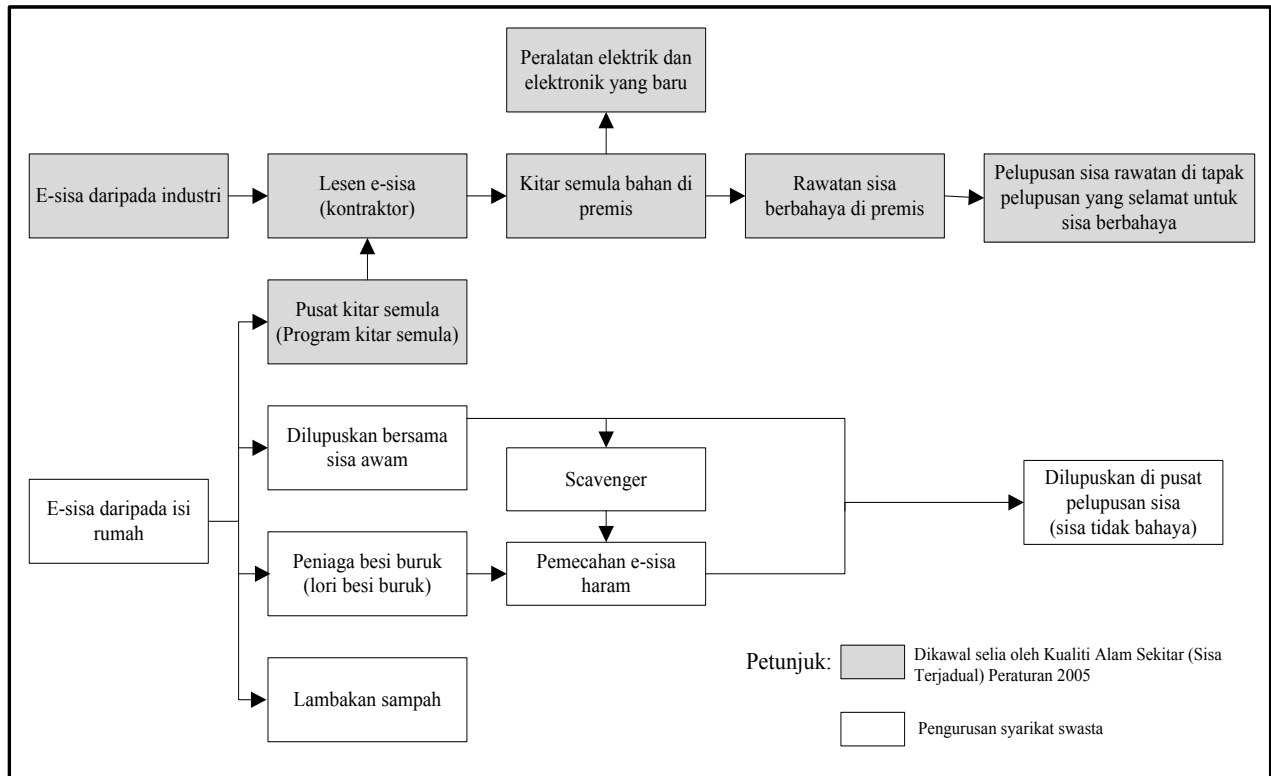 Peralatan elektrik dan
elektronik yang baru
E-sisa daripada industri
Lesen e-sisa
(kontraktor)
Kitar semula bahan di
premis
Rawatan sisa
berbahaya di premis
Pelupusan sisa rawatan di tapak
pelupusan yang selamat untuk
sisa berbahaya
Pusat kitar semula
(Program kitar semula)
Dilupuskan bersama
sisa awam
Scavenger
E-sisa daripada isi
rumah
Dilupuskan di pusat
pelupusan sisa
(sisa tidak bahaya)
Peniaga besi buruk
(lori besi buruk)
Pemecahan e-sisa
haram
Lambakan sampah
Petunjuk:
Dikawal selia oleh Kualiti Alam Sekitar (Sisa
Terjadual) Peraturan 2005
Pengurusan syarikat swasta